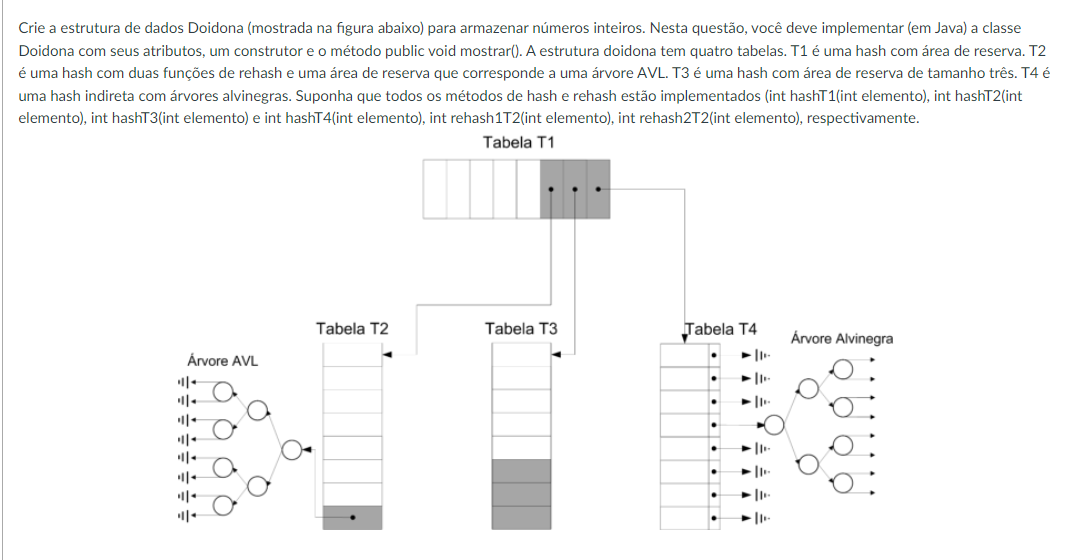 Crie a estrutura de dados Doidona (mostrada na figura abaixo) para armazenar números inteiros. Nesta questão, você deve implementar (em Java) a classe
Doidona com seus atributos, um construtor e o método public void mostrar(). A estrutura doidona tem quatro tabelas. T1 é uma hash com área de reserva. T2
é uma hash com duas funções de rehash e uma área de reserva que corresponde a uma árvore AVL. T3 é uma hash com área de reserva de tamanho três. T4 é
uma hash indireta com árvores alvinegras. Suponha que todos os métodos de hash e rehash estão implementados (int hashT1(int elemento), int hashT2(int
elemento), int hashT3(int elemento) e int hashT4(int elemento), int rehash1T2(int elemento), int rehash2T2(int elemento), respectivamente.
Tabela T1
Tabela T2
Tabela T3
Tabela T4
Árvore Alvinegra
Árvore AVL